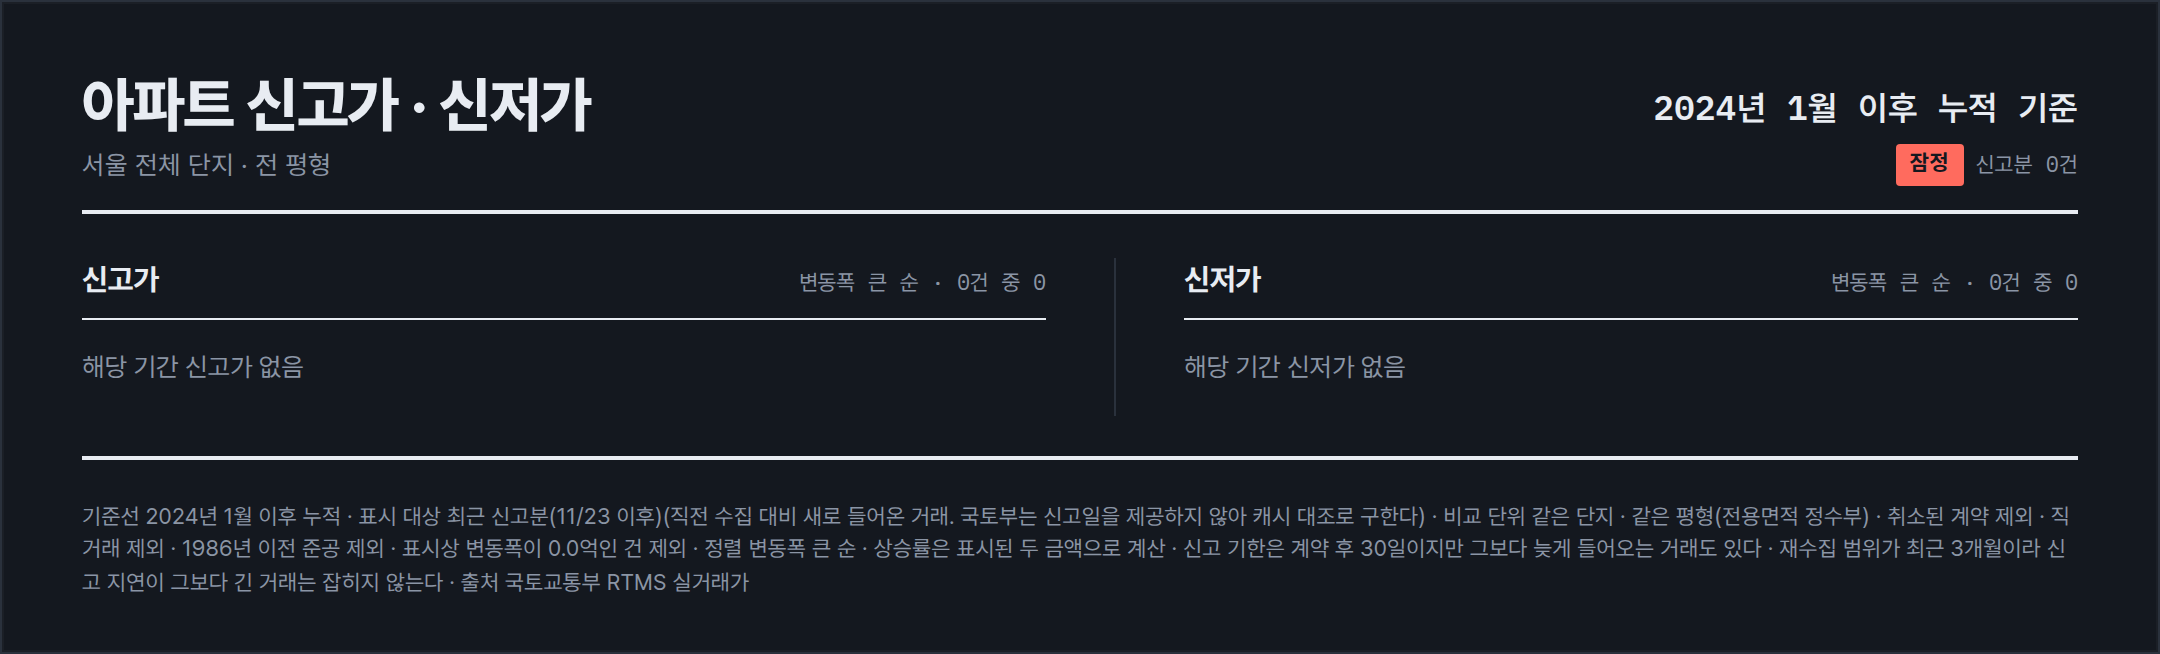 아파트 신고가 · 신저가
2024년 1월 이후 누적 기준
서울 전체 단지 · 전 평형
잠정 신고분 0건
신고가
변동폭 큰 순 · 0건 중 0
해당 기간 신고가 없음
신저가
변동폭 큰 순 · 0건 중 0
해당 기간 신저가 없음
기준선 2024년 1월 이후 누적 · 표시 대상 최근 신고분(11/23 이후)(직전 수집 대비 새로 들어온 거래. 국토부는 신고일을 제공하지 않아 캐시 대조로 구한다) · 비교 단위 같은 단지 · 같은 평형(전용면적 정수부) · 취소된 계약 제외 · 직
거래 제외 · 1986년 이전 준공 제외 · 표시상 변동폭이 0.0억인 건 제외 · 정렬 변동폭 큰 순 · 상승률은 표시된 두 금액으로 계산 · 신고 기한은 계약 후 30일이지만 그보다 늦게 들어오는 거래도 있다 · 재수집 범위가 최근 3개월이라 신
고 지연이 그보다 긴 거래는 잡히지 않는다 · 출처 국토교통부 RTMS 실거래가